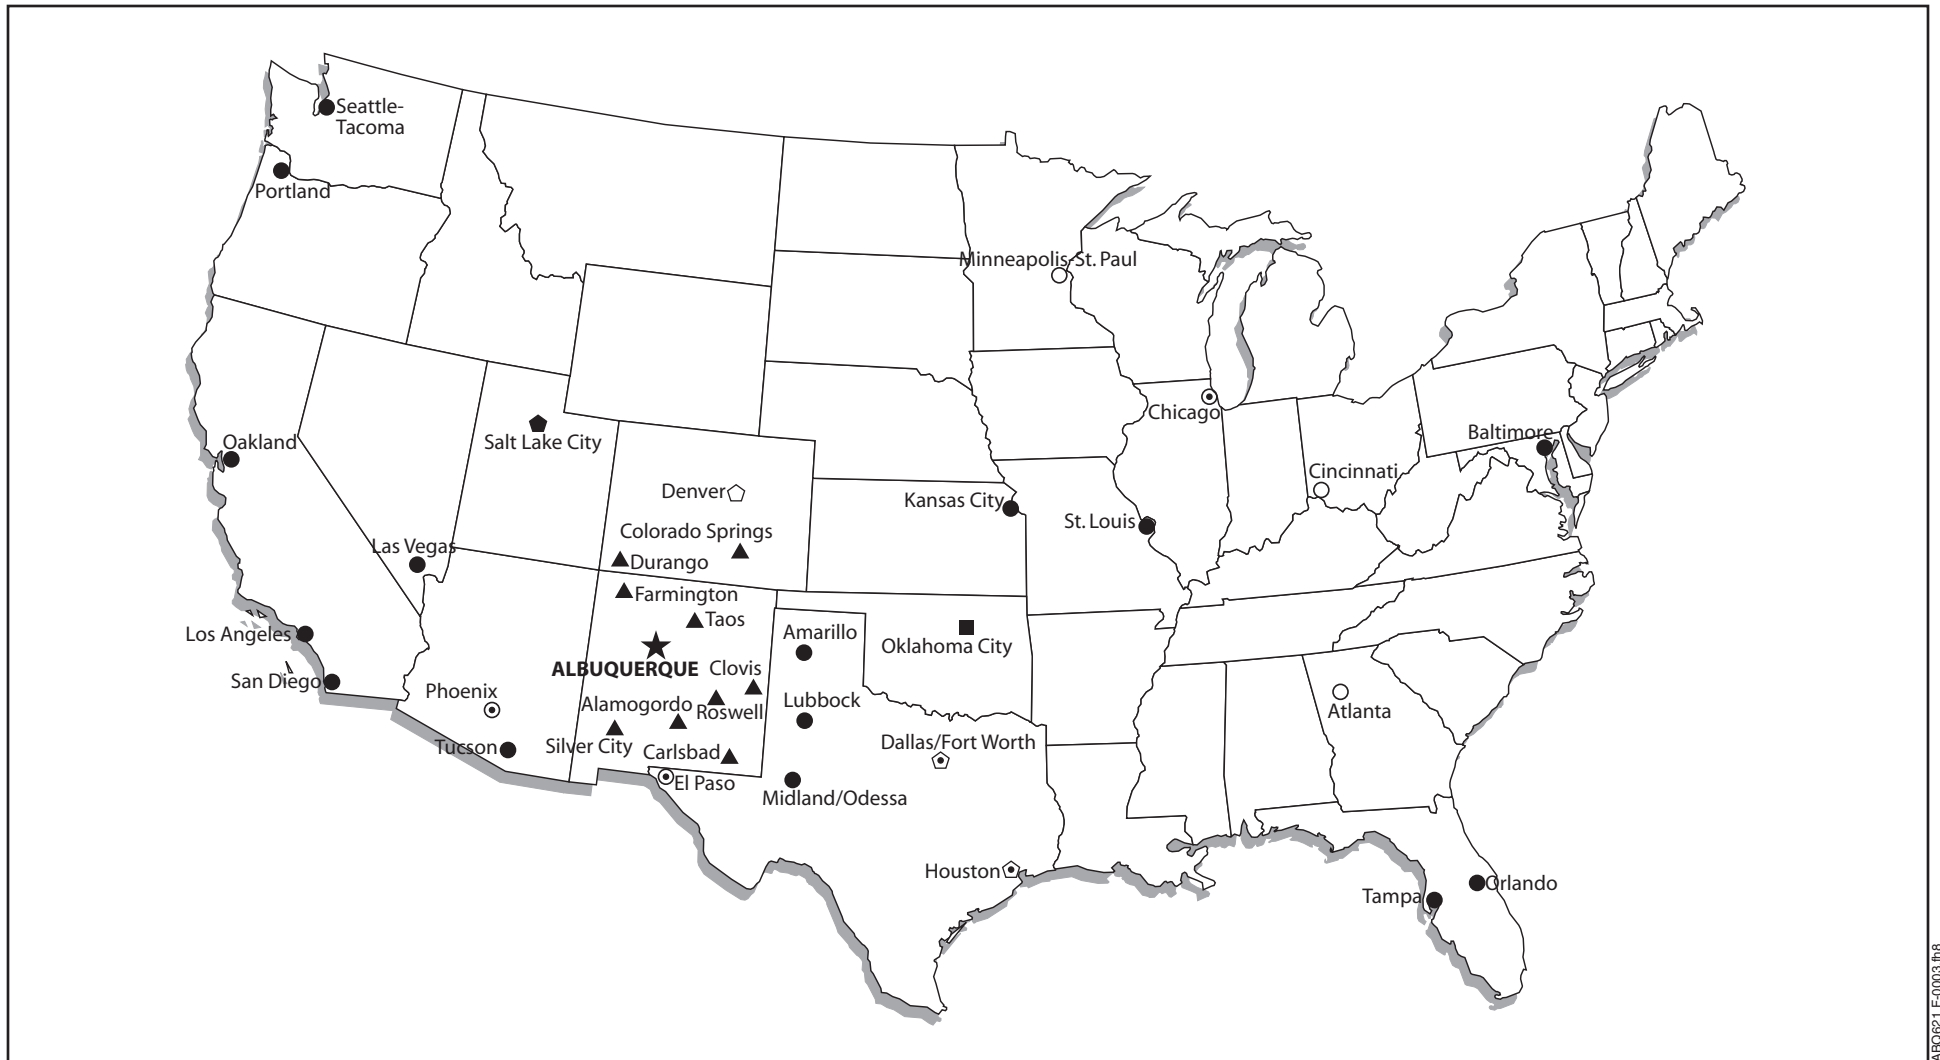 Seattle-
Tacoma
Portland
Minneapolis-St. Paul
Chicago
Baltimore
Oakland
Salt Lake City
Cincinnati
Denver
Kansas City
St. Louis
Colorado Springs
Las Vegas
Durango
Farmington
Taos
Los Angeles
Amarillo
Oklahoma City
ALBUQUERQUE
Clovis
San Diego
Phoenix
Alamogordo
Roswell
Lubbock
Atlanta
Tucson
Silver City
Carlsbad
Dallas/Fort Worth
El Paso
Midland/Odessa
Houston
Orlando
Tampa
ABQ621 F-0003.fh8